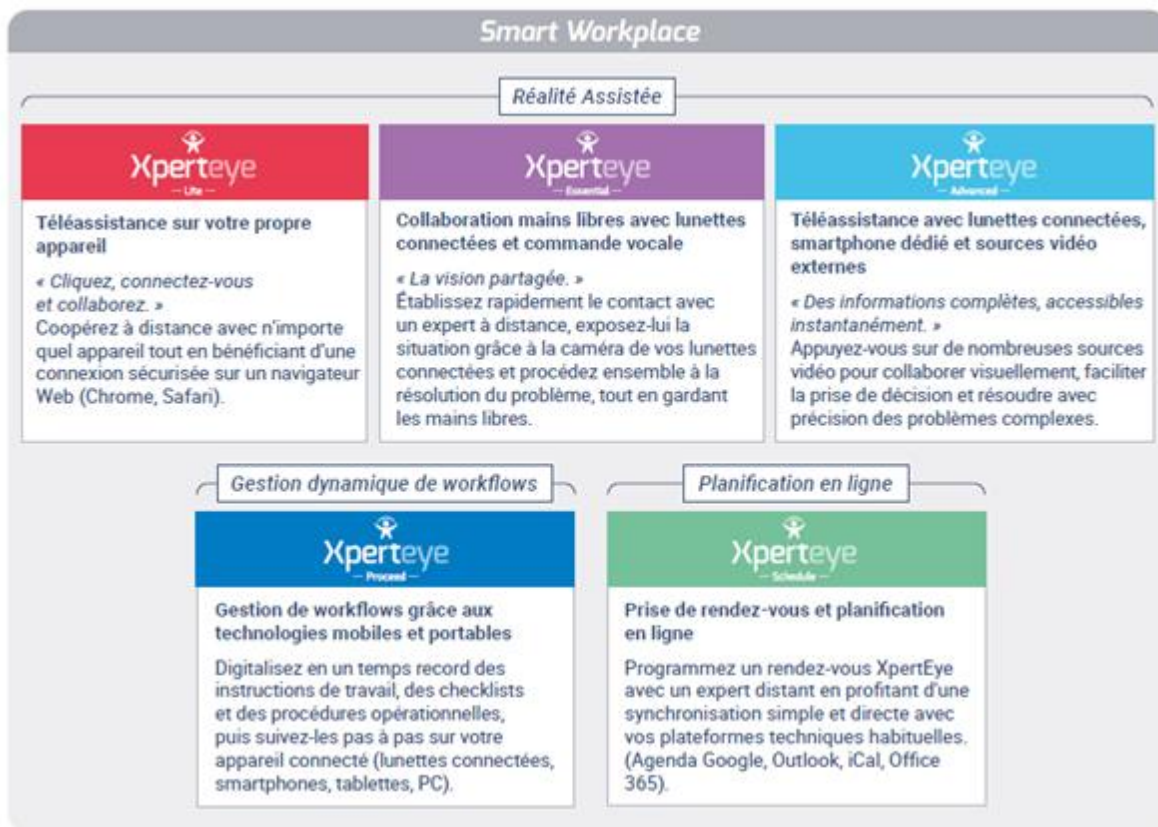 Smart Workplace
Réalité Assistée
Xperteye
Lite
Téléassistance sur votre propre
appareil
« Cliquez, connectez-vous
et collaborez. »
Coopérez à distance avec n'importe
quel appareil tout en bénéficiant d'une
connexion sécurisée sur un navigateur
Web (Chrome, Safari).
Xperteye
Essential
Collaboration mains libres avec lunettes
connectées et commande vocale
« La vision partagée. »
Établissez rapidement le contact avec
un expert à distance, exposez-lui la
situation grâce à la caméra de vos lunettes
connectées et procédez ensemble à la
résolution du problème, tout en gardant
les mains libres.
Xperteye
Advanced
Téléassistance avec lunettes connectées,
smartphone dédié et sources vidéo
externes
« Des informations complètes, accessibles
instantanément. »
Appuyez-vous sur de nombreuses sources
vidéo pour collaborer visuellement, faciliter
la prise de décision et résoudre avec
précision des problèmes complexes.
Gestion dynamique de workflows
Xperteye
Proceed
Gestion de workflows grâce aux
technologies mobiles et portables
Digitalisez en un temps record des
instructions de travail, des checklists
et des procédures opérationnelles,
puis suivez-les pas à pas sur votre
appareil connecté (lunettes connectées,
smartphones, tablettes, PC).
Planification en ligne
Xperteye
Schedule
Prise de rendez-vous et planification
en ligne
Programmez un rendez-vous XpertEye
avec un expert distant en profitant d'une
synchronisation simple et directe avec
vos plateformes techniques habituelles.
(Agenda Google, Outlook, iCal, Office
365).